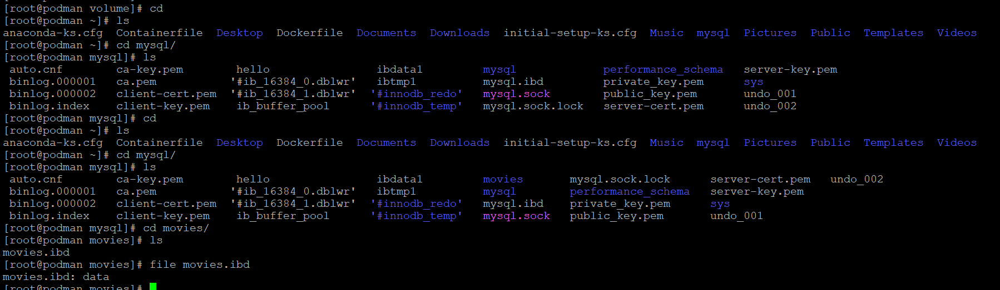 [root@podman volume]# cd
[root@podman ~]# ls
anaconda-ks.cfg  Containerfile  Desktop  Dockerfile  Documents  Downloads  initial-setup-ks.cfg  Music  mysql  Pictures  Public  Templates  Videos
[root@podman ~]# cd mysql/
[root@podman mysql]# ls
 auto.cnf        ca-key.pem        hello                ibdata1         mysql             performance_schema   server-key.pem
 binlog.000001   ca.pem           '#ib_16384_0.dblwr'   ibtmp1          mysql.ibd         private_key.pem      sys
 binlog.000002   client-cert.pem  '#ib_16384_1.dblwr'  '#innodb_redo'   mysql.sock        public_key.pem       undo_001
 binlog.index    client-key.pem    ib_buffer_pool      '#innodb_temp'   mysql.sock.lock   server-cert.pem      undo_002
[root@podman mysql]# cd
[root@podman ~]# ls
anaconda-ks.cfg  Containerfile  Desktop  Dockerfile  Documents  Downloads  initial-setup-ks.cfg  Music  mysql  Pictures  Public  Templates  Videos
[root@podman ~]# cd mysql/
[root@podman mysql]# ls
 auto.cnf        ca-key.pem        hello                ibdata1         movies       mysql.sock.lock      server-cert.pem   undo_002
 binlog.000001   ca.pem           '#ib_16384_0.dblwr'   ibtmp1          mysql        performance_schema   server-key.pem
 binlog.000002   client-cert.pem  '#ib_16384_1.dblwr'  '#innodb_redo'   mysql.ibd    private_key.pem      sys
 binlog.index    client-key.pem    ib_buffer_pool      '#innodb_temp'   mysql.sock   public_key.pem       undo_001
[root@podman mysql]# cd movies/
[root@podman movies]# ls
movies.ibd
[root@podman movies]# file movies.ibd
movies.ibd: data
[root@podman movies]#